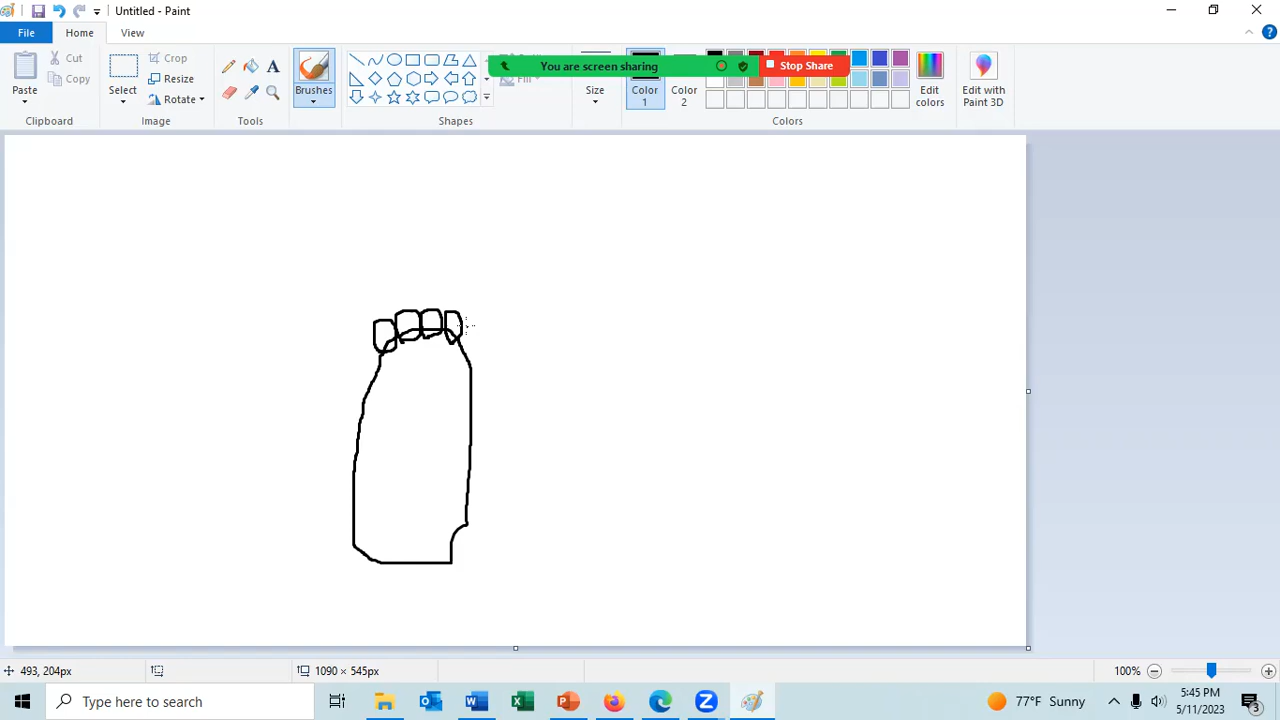 Untitled - Paint
File
Home
View
Paste
Cut
Copy
Clipboard
Crop
Resize
Rotate
Image
Tools
Brushes
Shapes
Fill
Size
Color
1
Color
2
Colors
Edit
colors
Edit with
Paint 3D
You are screen sharing
Stop Share
493, 204px
1090 × 545px
100%
Type here to search
77°F Sunny
5:45 PM
5/11/2023
3